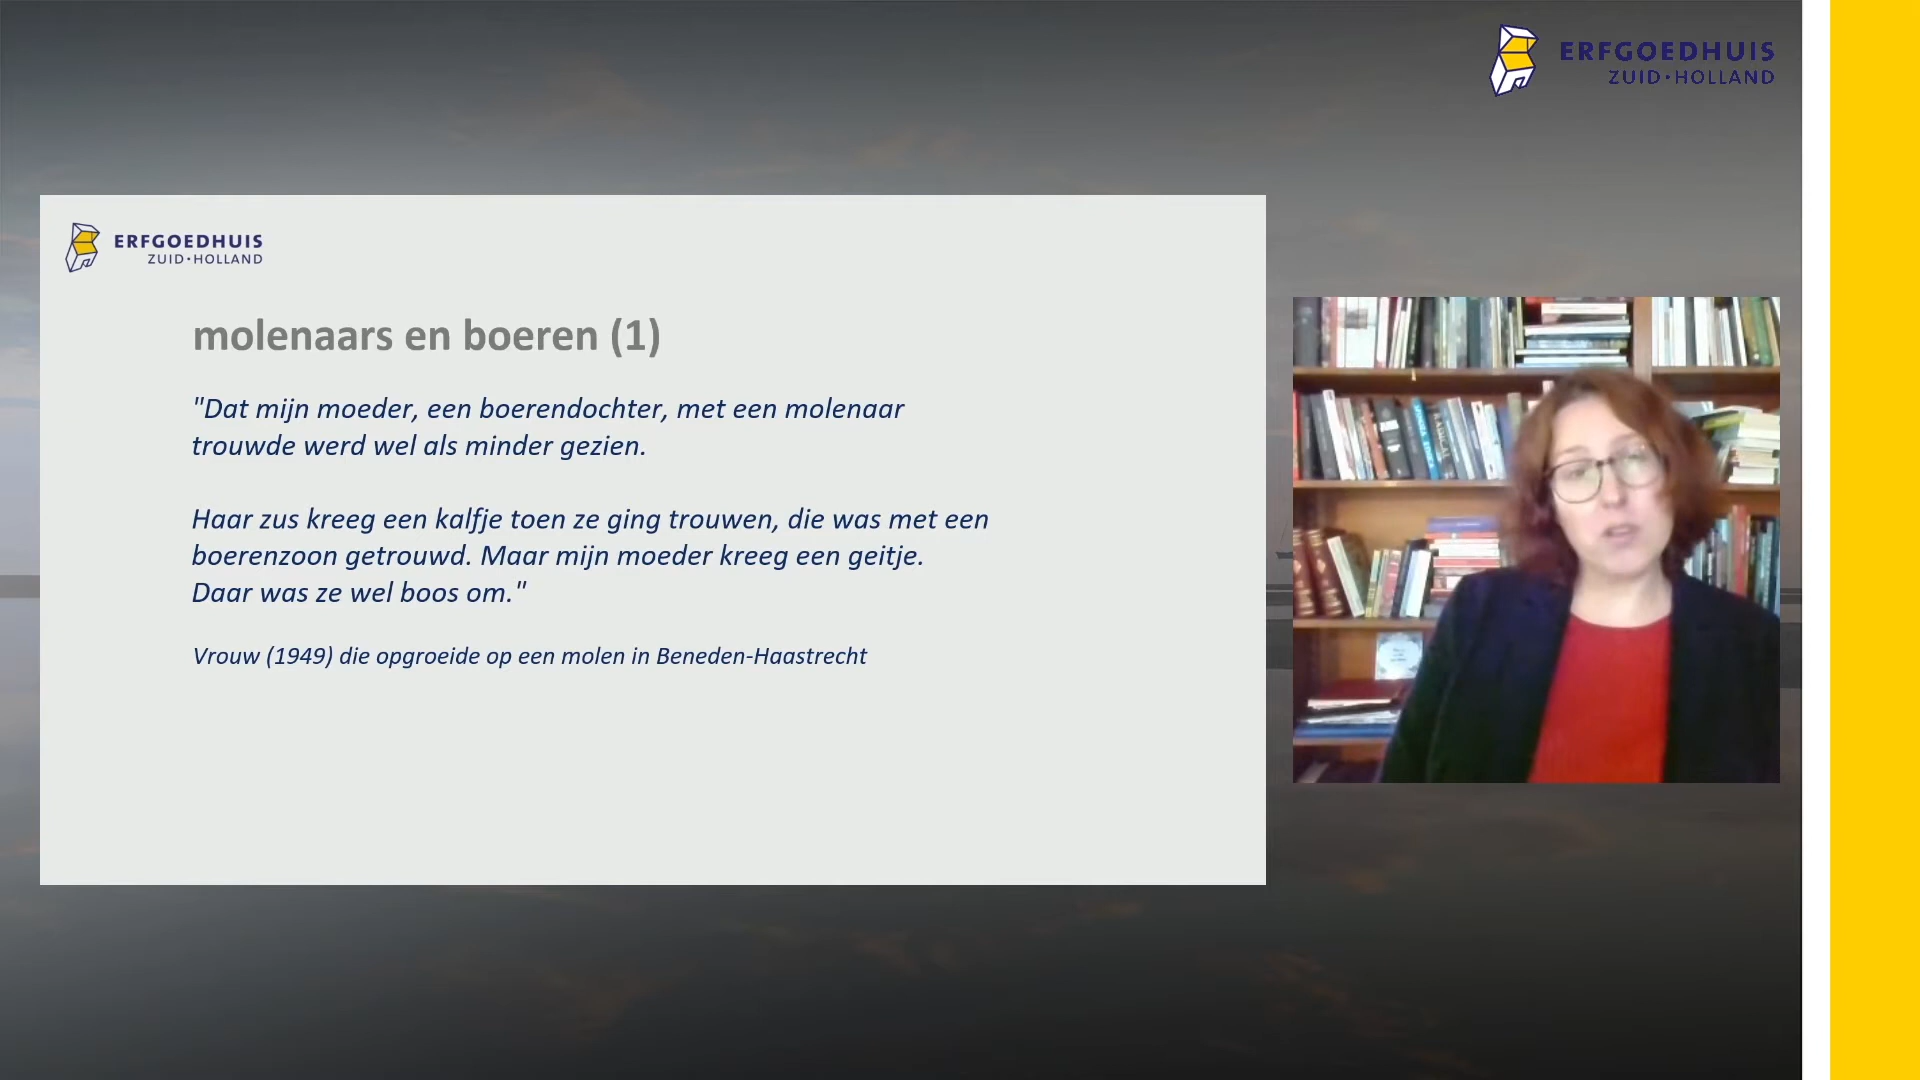 ERFGOEDHUIS
ZUID•HOLLAND
ERFGOEDHUIS
ZUID•HOLLAND
molenaars en boeren (1)
"Dat mijn moeder, een boerendochter, met een molenaar
trouwde werd wel als minder gezien.
Haar zus kreeg een kalfje toen ze ging trouwen, die was met een
boerenzoon getrouwd. Maar mijn moeder kreeg een geitje.
Daar was ze wel boos om."
Vrouw (1949) die opgroeide op een molen in Beneden-Haastrecht